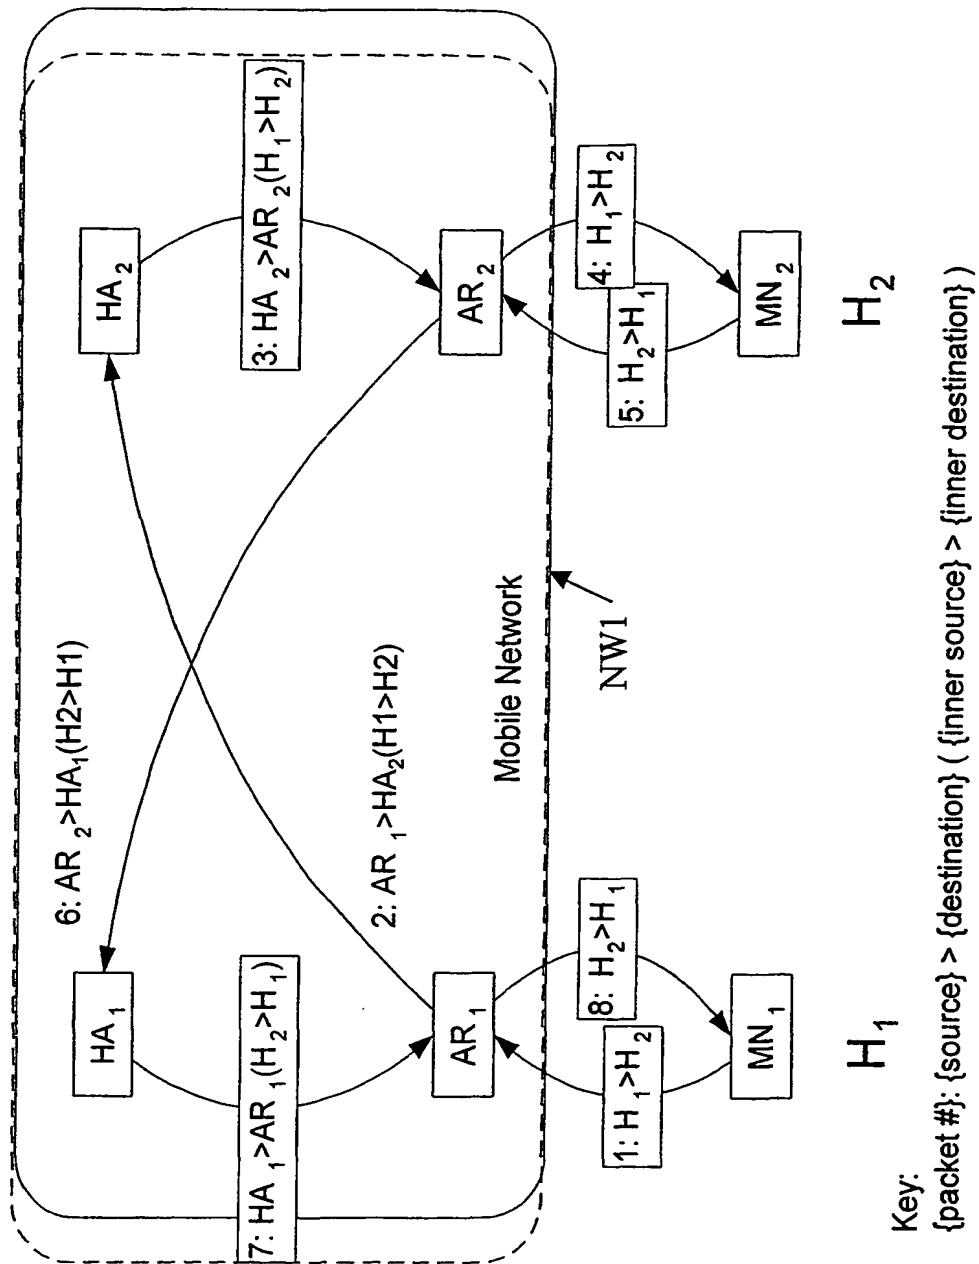 HA₁
HA₂
6: AR₂>HA₁(H2>H1)
7: HA₁>AR₁(H₂>H₁)
3: HA₂>AR₂(H₁>H₂)
2: AR₁>HA₂(H1>H2)
AR₁
AR₂
Mobile Network
NW1
1: H₁>H₂
8: H₂>H₁
5: H₂>H₁
4: H₁>H₂
MN₁
MN₂
H₁
H₂
Key:
{packet #}: {source} > {destination} ( {inner source} > {inner destination} )